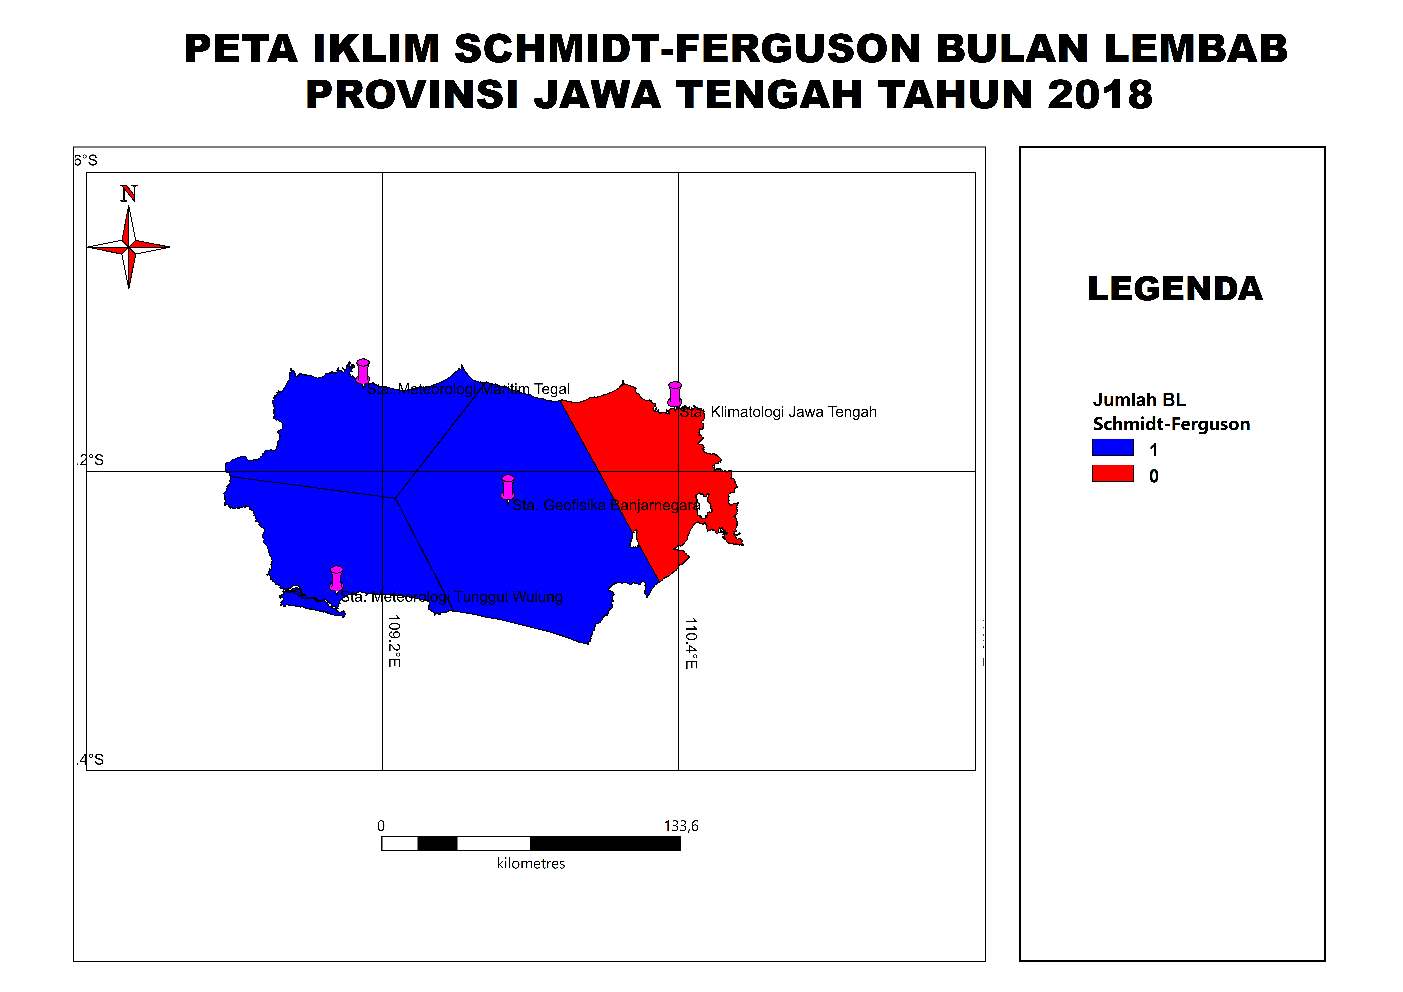 PETA IKLIM SCHMIDT-FERGUSON BULAN LEMBAB
PROVINSI JAWA TENGAH TAHUN 2018
6°S
N
LEGENDA
Sta. Meteorologi Maritim Tegal
Sta. Klimatologi Jawa Tengah
Jumlah BL
Schmidt-Ferguson
1
0
.2°S
Sta. Geofisika Banjarnegara
Sta. Meteorologi Tunggul Wulung
109.2°E
110.4°E
.4°S
0
133,6
kilometres